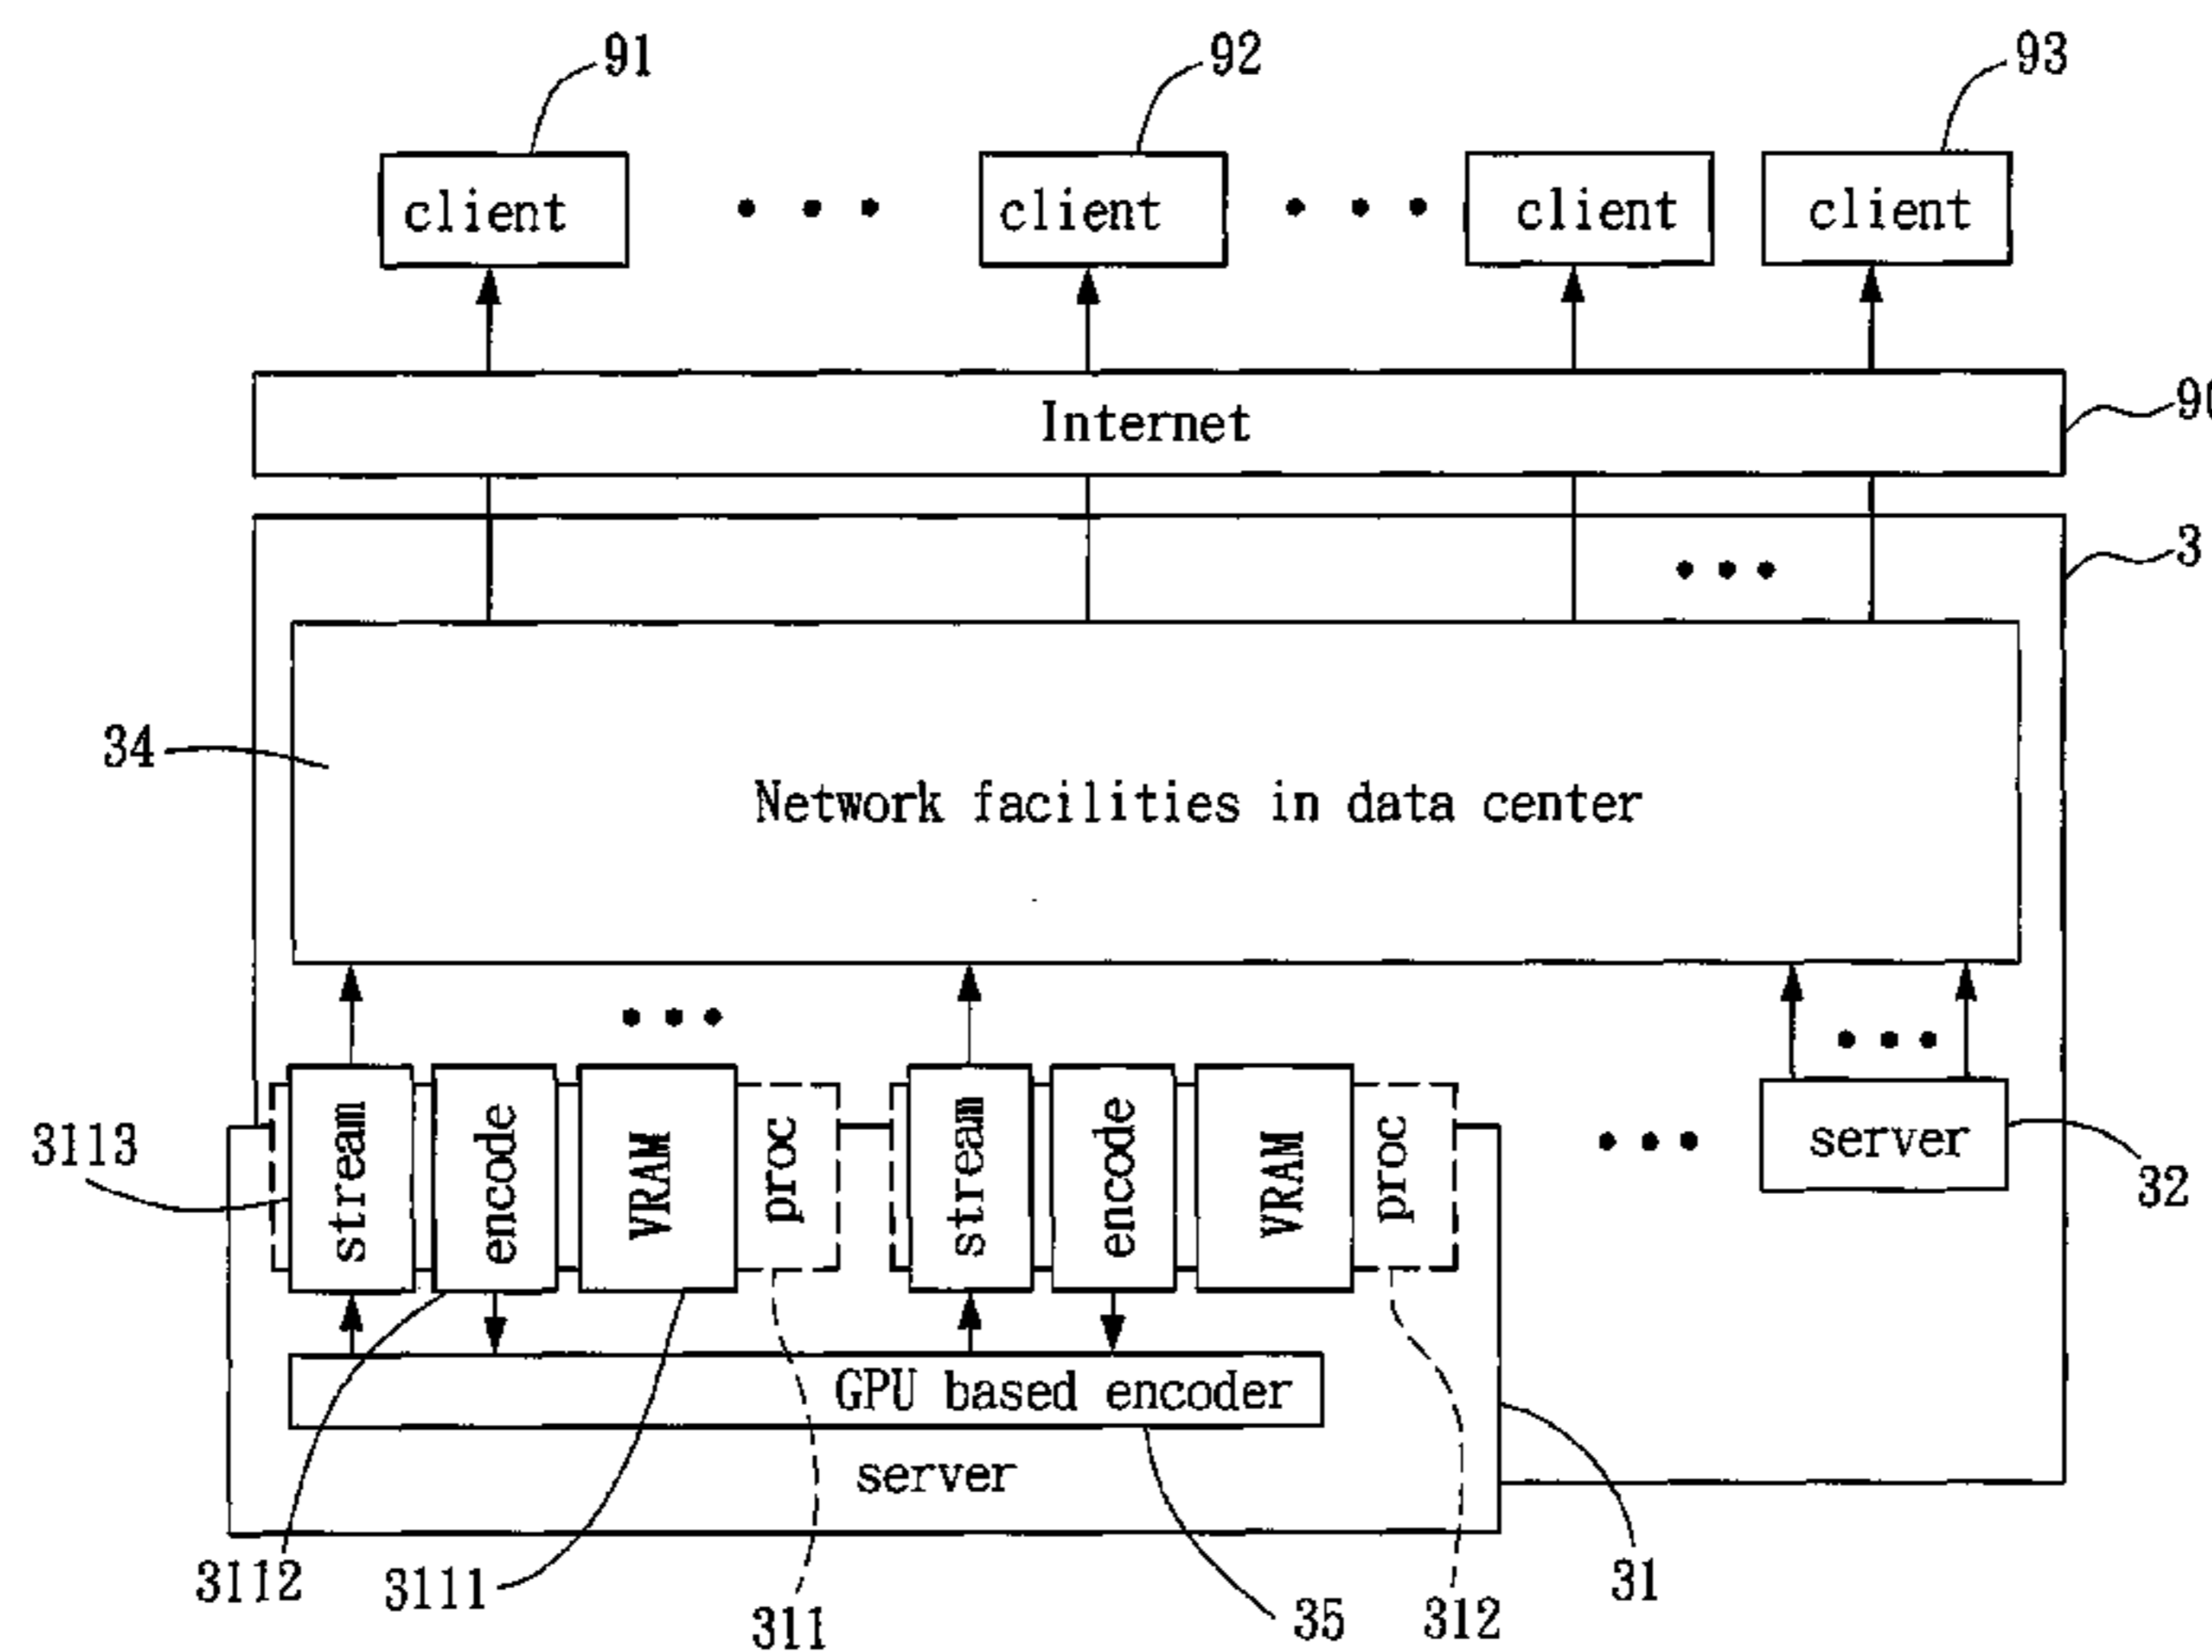 91
92
93
client
client
client
client
Internet
3
34
Network facilities in data center
3113
stream
encode
VRAM
proc
stream
encode
VRAM
proc
server
32
GPU based encoder
server
3112
3111
311
35
312
31